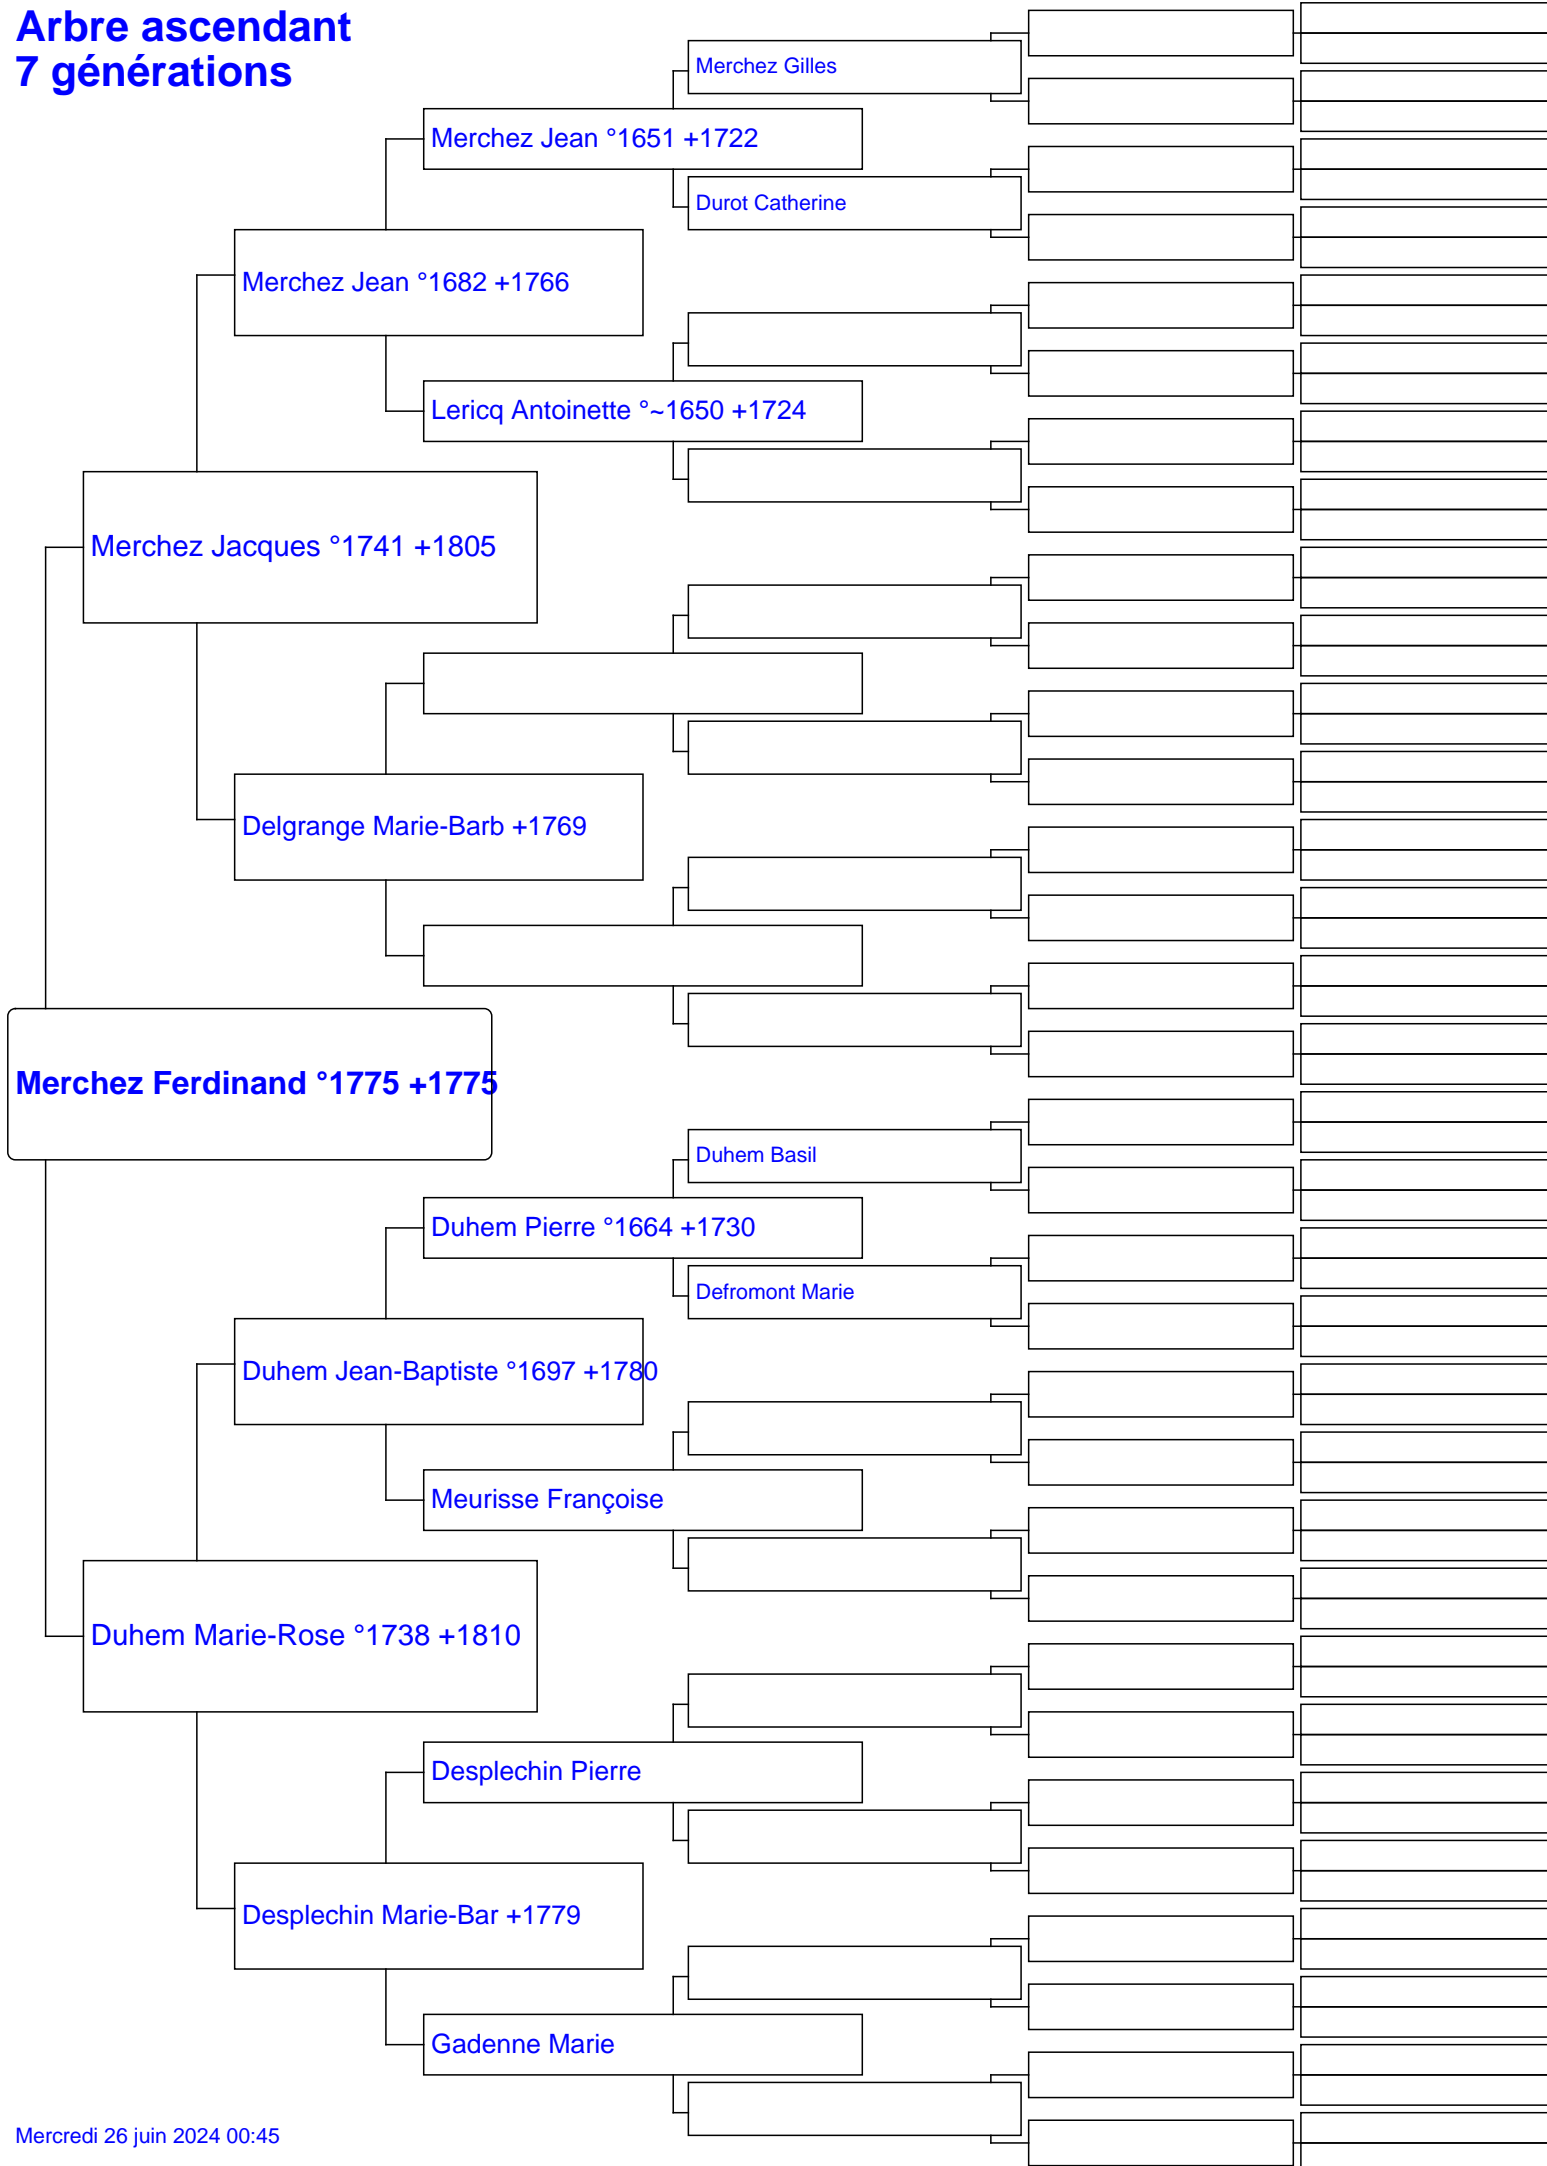 Arbre ascendant
7 générations
Merchez Gilles
Merchez Jean °1651 +1722
Durot Catherine
Merchez Jean °1682 +1766
Lericq Antoinette °~1650 +1724
Merchez Jacques °1741 +1805
Delgrange Marie-Barb +1769
Merchez Ferdinand °1775 +1775
Duhem Basil
Duhem Pierre °1664 +1730
Defromont Marie
Duhem Jean-Baptiste °1697 +1780
Meurisse Françoise
Duhem Marie-Rose °1738 +1810
Desplechin Pierre
Desplechin Marie-Bar +1779
Gadenne Marie
Mercredi 26 juin 2024 00:45